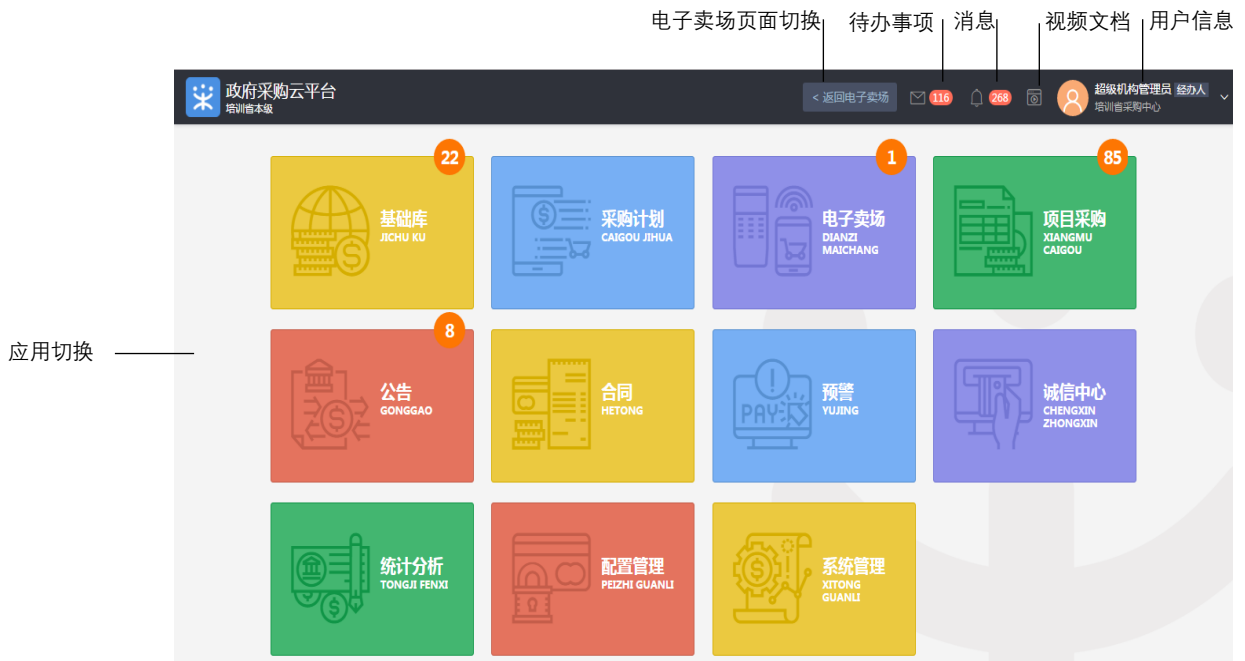 电子卖场页面切换 待办事项 消息 视频文档 用户信息
政府采购云平台
培训省本级
< 返回电子卖场 116 268 超级机构管理员 经办人
培训省采购中心
22 1 85
基础库
JICHU KU
采购计划
CAIGOU JIHUA
电子卖场
DIANZI
MAICHANG
项目采购
XIANGMU
CAIGOU
应用切换
8
公告
GONGGAO
合同
HETONG
PAY:
预警
YUJING
诚信中心
CHENGXIN
ZHONGXIN
统计分析
TONGJI FENXI
配置管理
PEIZHI GUANLI
系统管理
XITONG
GUANLI